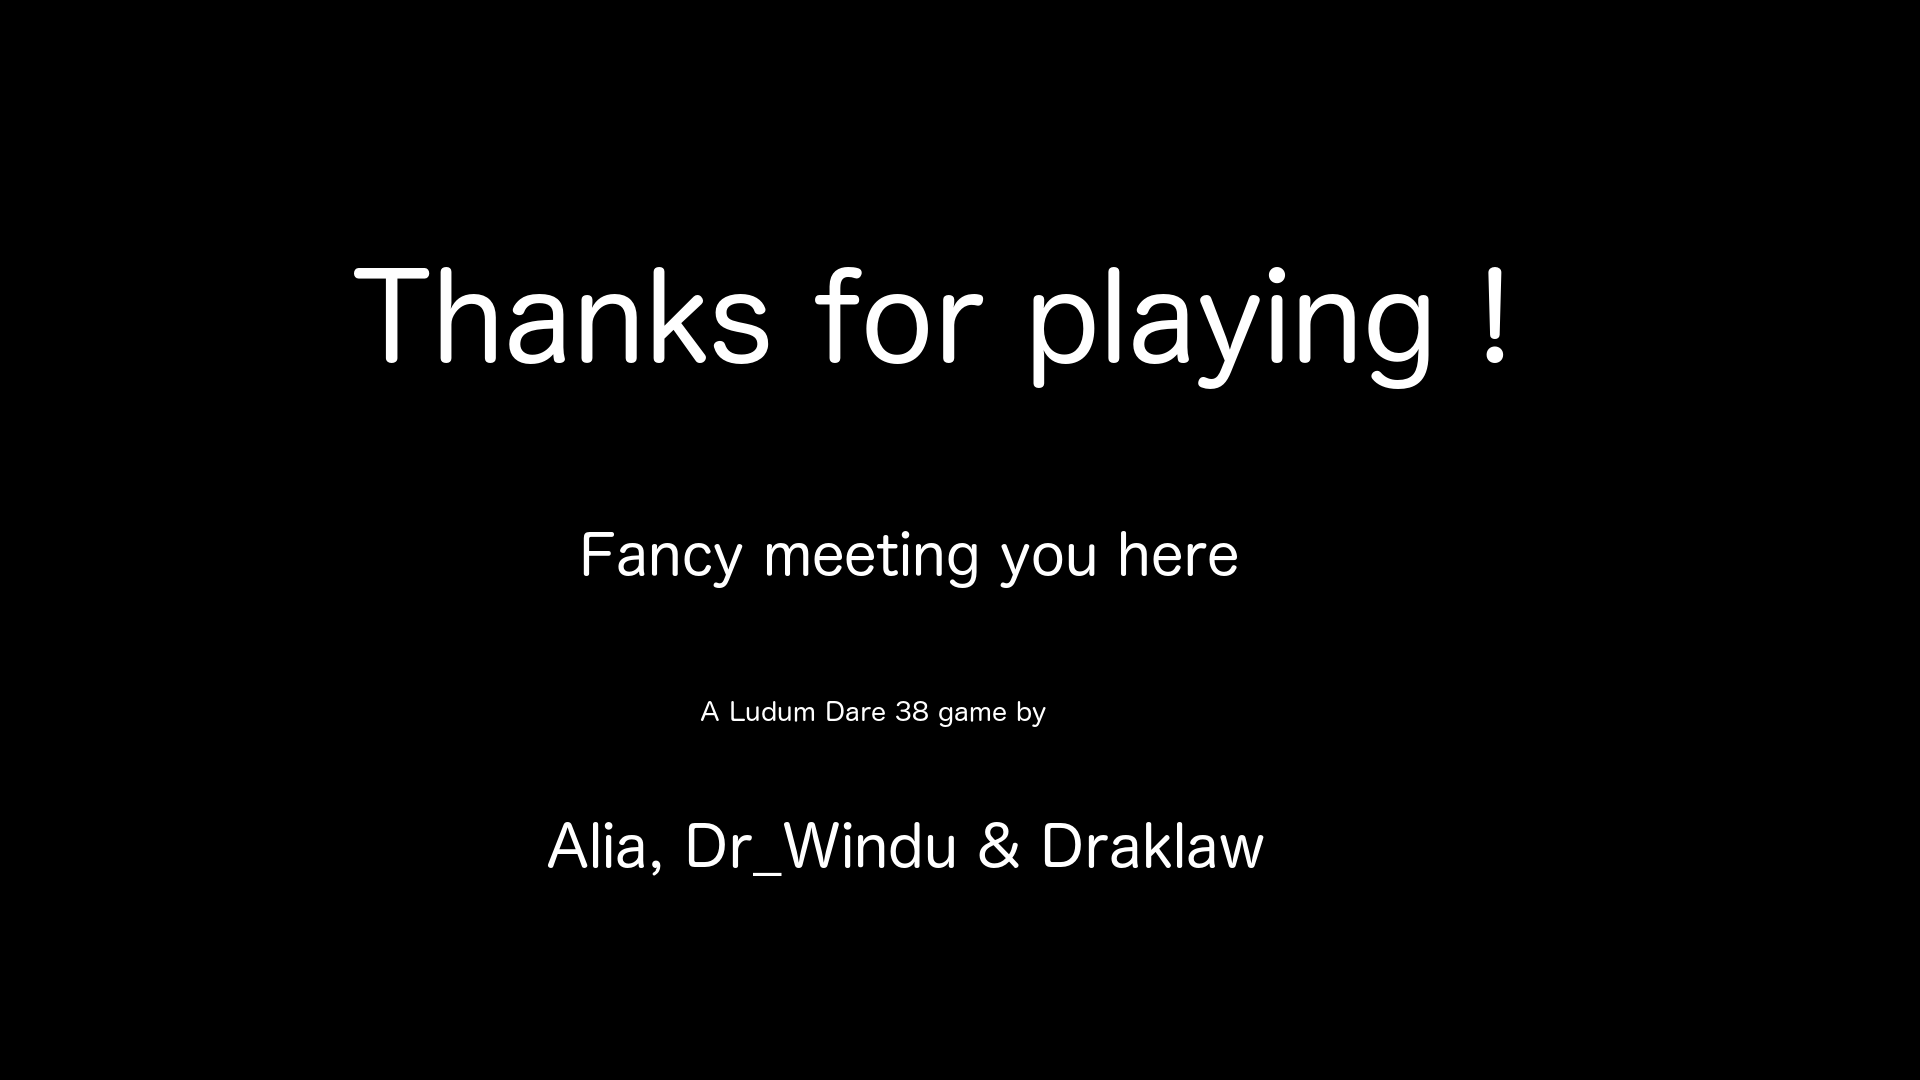 Thanks for playing !
Fancy meeting you here
A Ludum Dare 38 game by
Alia, Dr_Windu & Draklaw